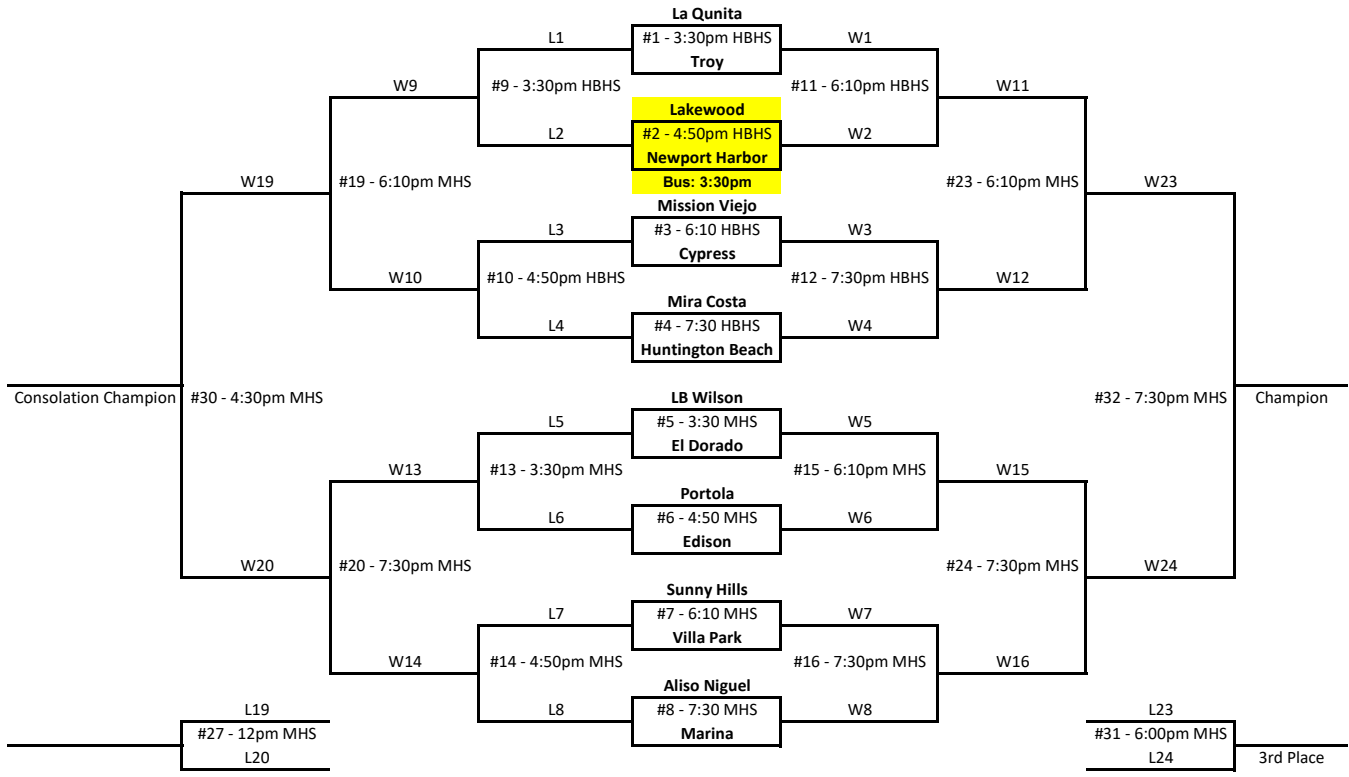 La Qunita
L1 #1 - 3:30pm HBHS W1
Troy
W9 #9 - 3:30pm HBHS #11 - 6:10pm HBHS W11
Lakewood
L2 #2 - 4:50pm HBHS W2
Newport Harbor
W19 #19 - 6:10pm MHS Bus: 3:30pm #23 - 6:10pm MHS W23
Mission Viejo
L3 #3 - 6:10 HBHS W3
Cypress
W10 #10 - 4:50pm HBHS #12 - 7:30pm HBHS W12
Mira Costa
L4 #4 - 7:30 HBHS W4
Huntington Beach
Consolation Champion #30 - 4:30pm MHS LB Wilson #32 - 7:30pm MHS Champion
L5 #5 - 3:30 MHS W5
El Dorado
W13 #13 - 3:30pm MHS #15 - 6:10pm MHS W15
Portola
L6 #6 - 4:50 MHS W6
Edison
W20 #20 - 7:30pm MHS #24 - 7:30pm MHS W24
Sunny Hills
L7 #7 - 6:10 MHS W7
Villa Park
W14 #14 - 4:50pm MHS #16 - 7:30pm MHS W16
Aliso Niguel
L19 L8 #8 - 7:30 MHS W8 L23
#27 - 12pm MHS Marina #31 - 6:00pm MHS
L20 L24 3rd Place